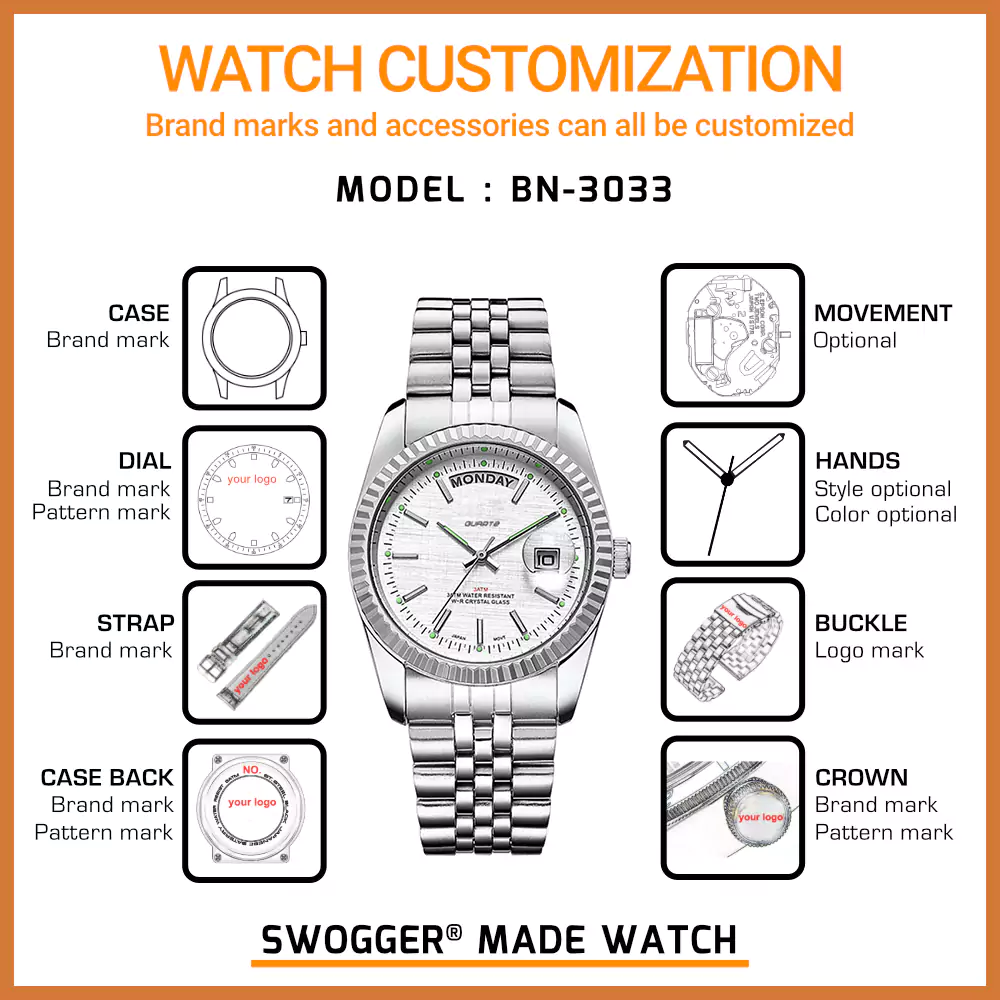 WATCH CUSTOMIZATION
Brand marks and accessories can all be customized
MODEL : BN-3033
CASE
Brand mark
DIAL
Brand mark
Pattern mark
your logo
7
STRAP
Brand mark
your logo
CASE BACK
Brand mark
Pattern mark
NO.
your logo
MONDAY
QUARTZ
10
3ATM
3ATM WATER RESISTANT
W-R CRYSTAL GLASS
JAPAN MOVT
MOVEMENT
Optional
HANDS
Style optional
Color optional
BUCKLE
Logo mark
your logo
CROWN
Brand mark
Pattern mark
your logo
SWOGGER® MADE WATCH